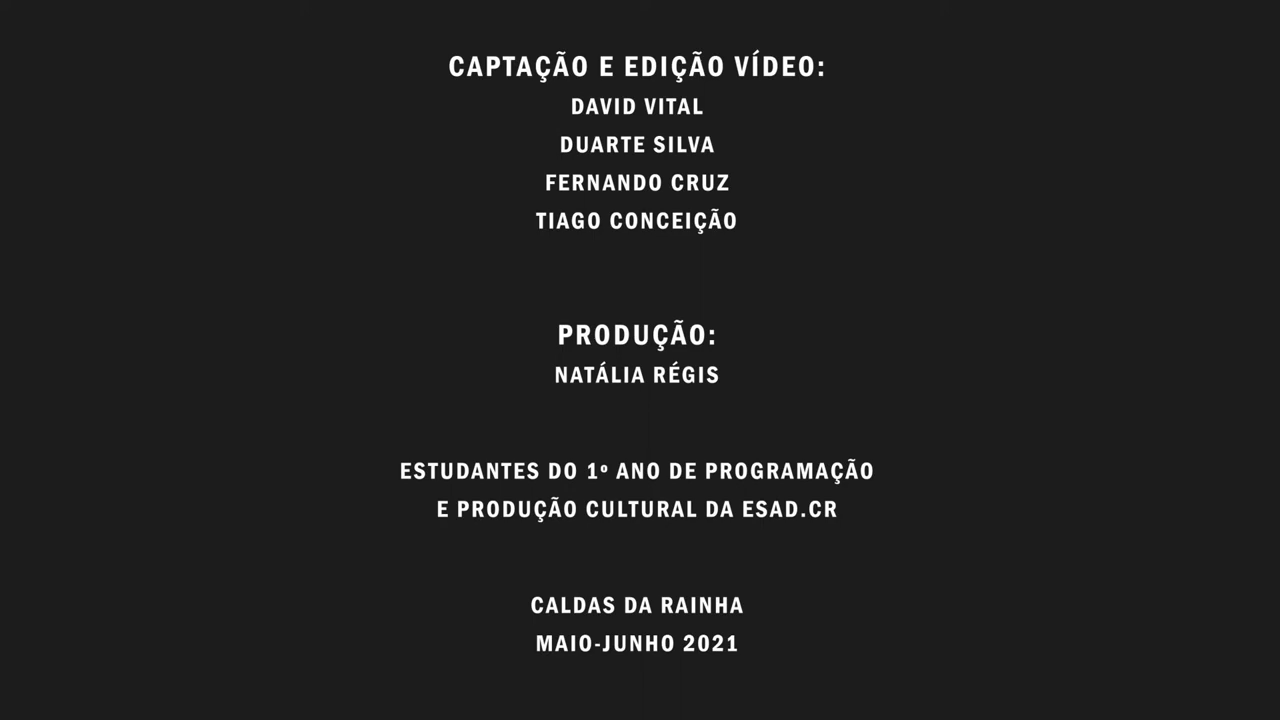 CAPTAÇÃO E EDIÇÃO VÍDEO:
DAVID VITAL
DUARTE SILVA
FERNANDO CRUZ
TIAGO CONCEIÇÃO
PRODUÇÃO:
NATÁLIA RÉGIS
ESTUDANTES DO 1º ANO DE PROGRAMAÇÃO
E PRODUÇÃO CULTURAL DA ESAD.CR
CALDAS DA RAINHA
MAIO-JUNHO 2021